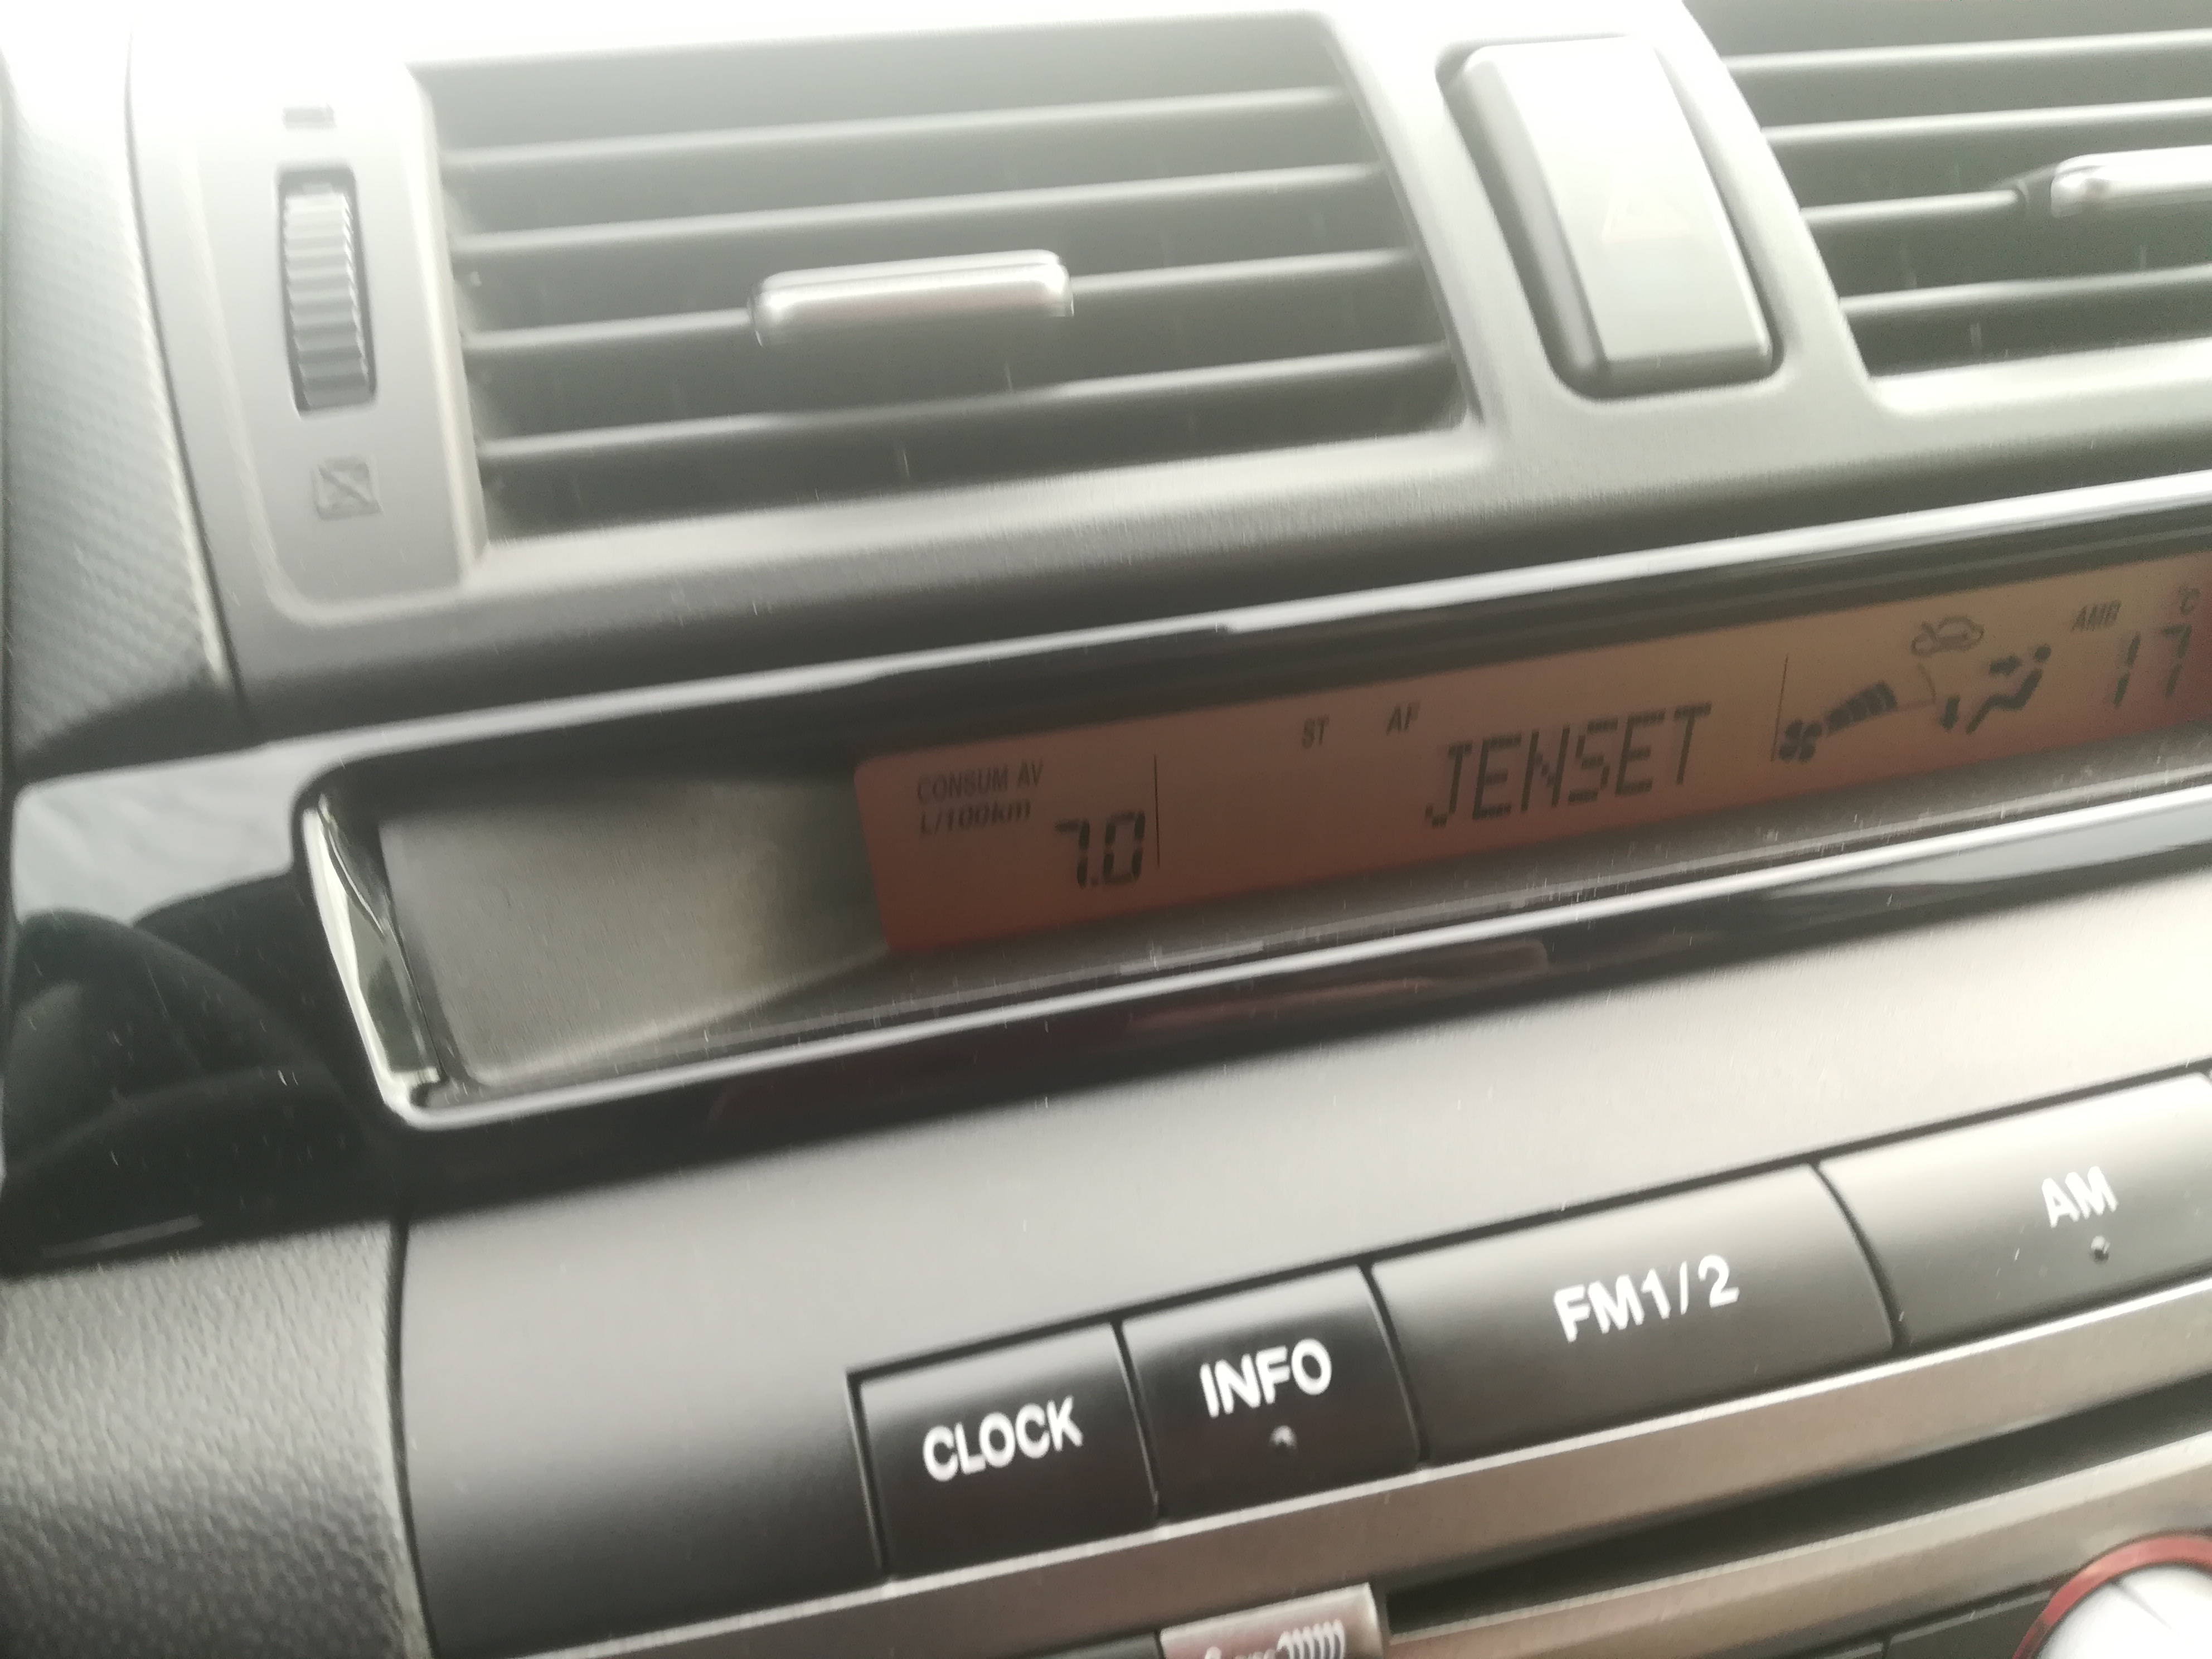 CONSUM AV
L/100km
7.0
ST AF
JENSET
AMB °C
17
CLOCK
INFO
FM1/2
AM